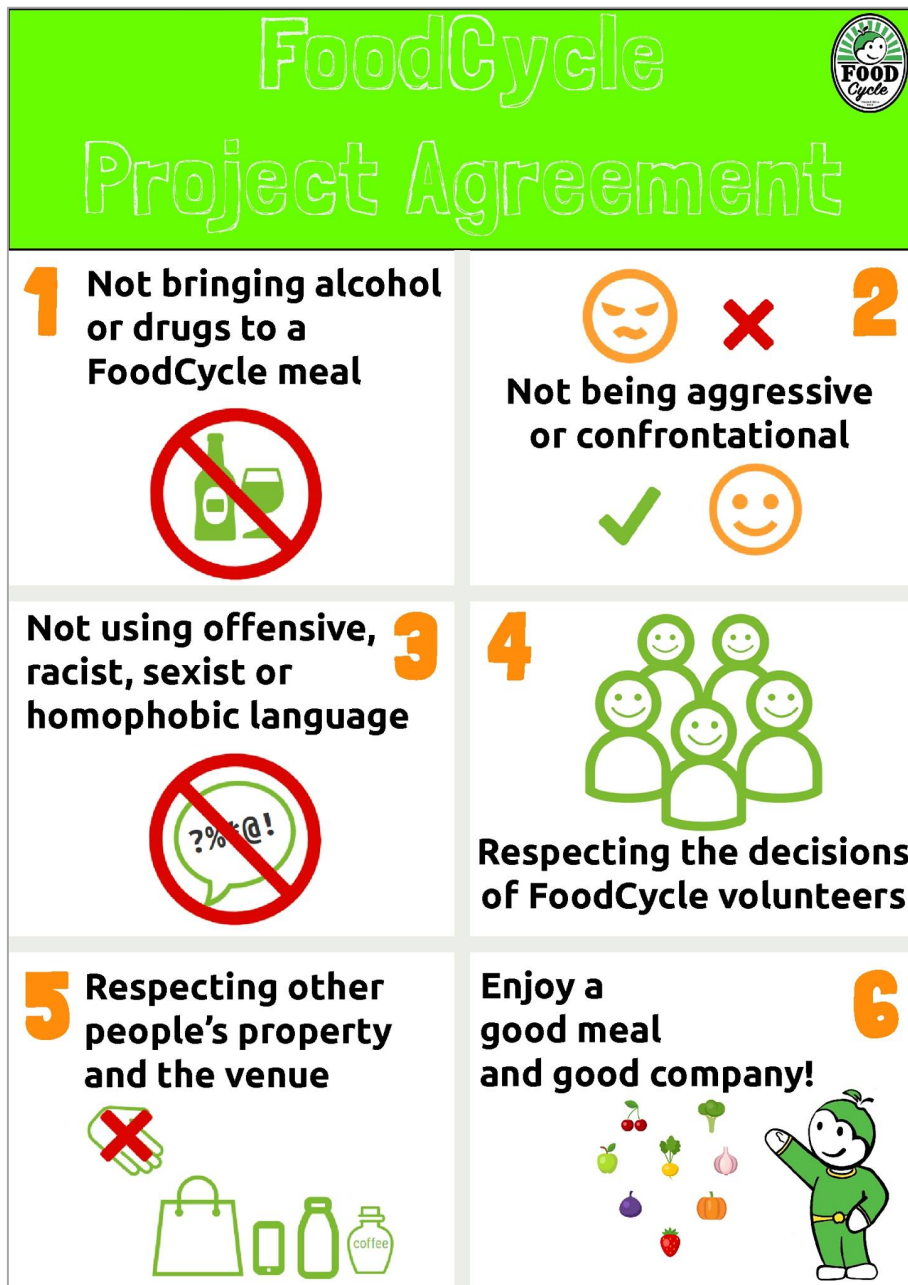 FoodCycle
Project Agreement
FOOD
Cycle
1
Not bringing alcohol
or drugs to a
FoodCycle meal
2
Not being aggressive
or confrontational
3
Not using offensive,
racist, sexist or
homophobic language
?%*@!
4
Respecting the decisions
of FoodCycle volunteers
5
Respecting other
people's property
and the venue
coffee
6
Enjoy a
good meal
and good company!